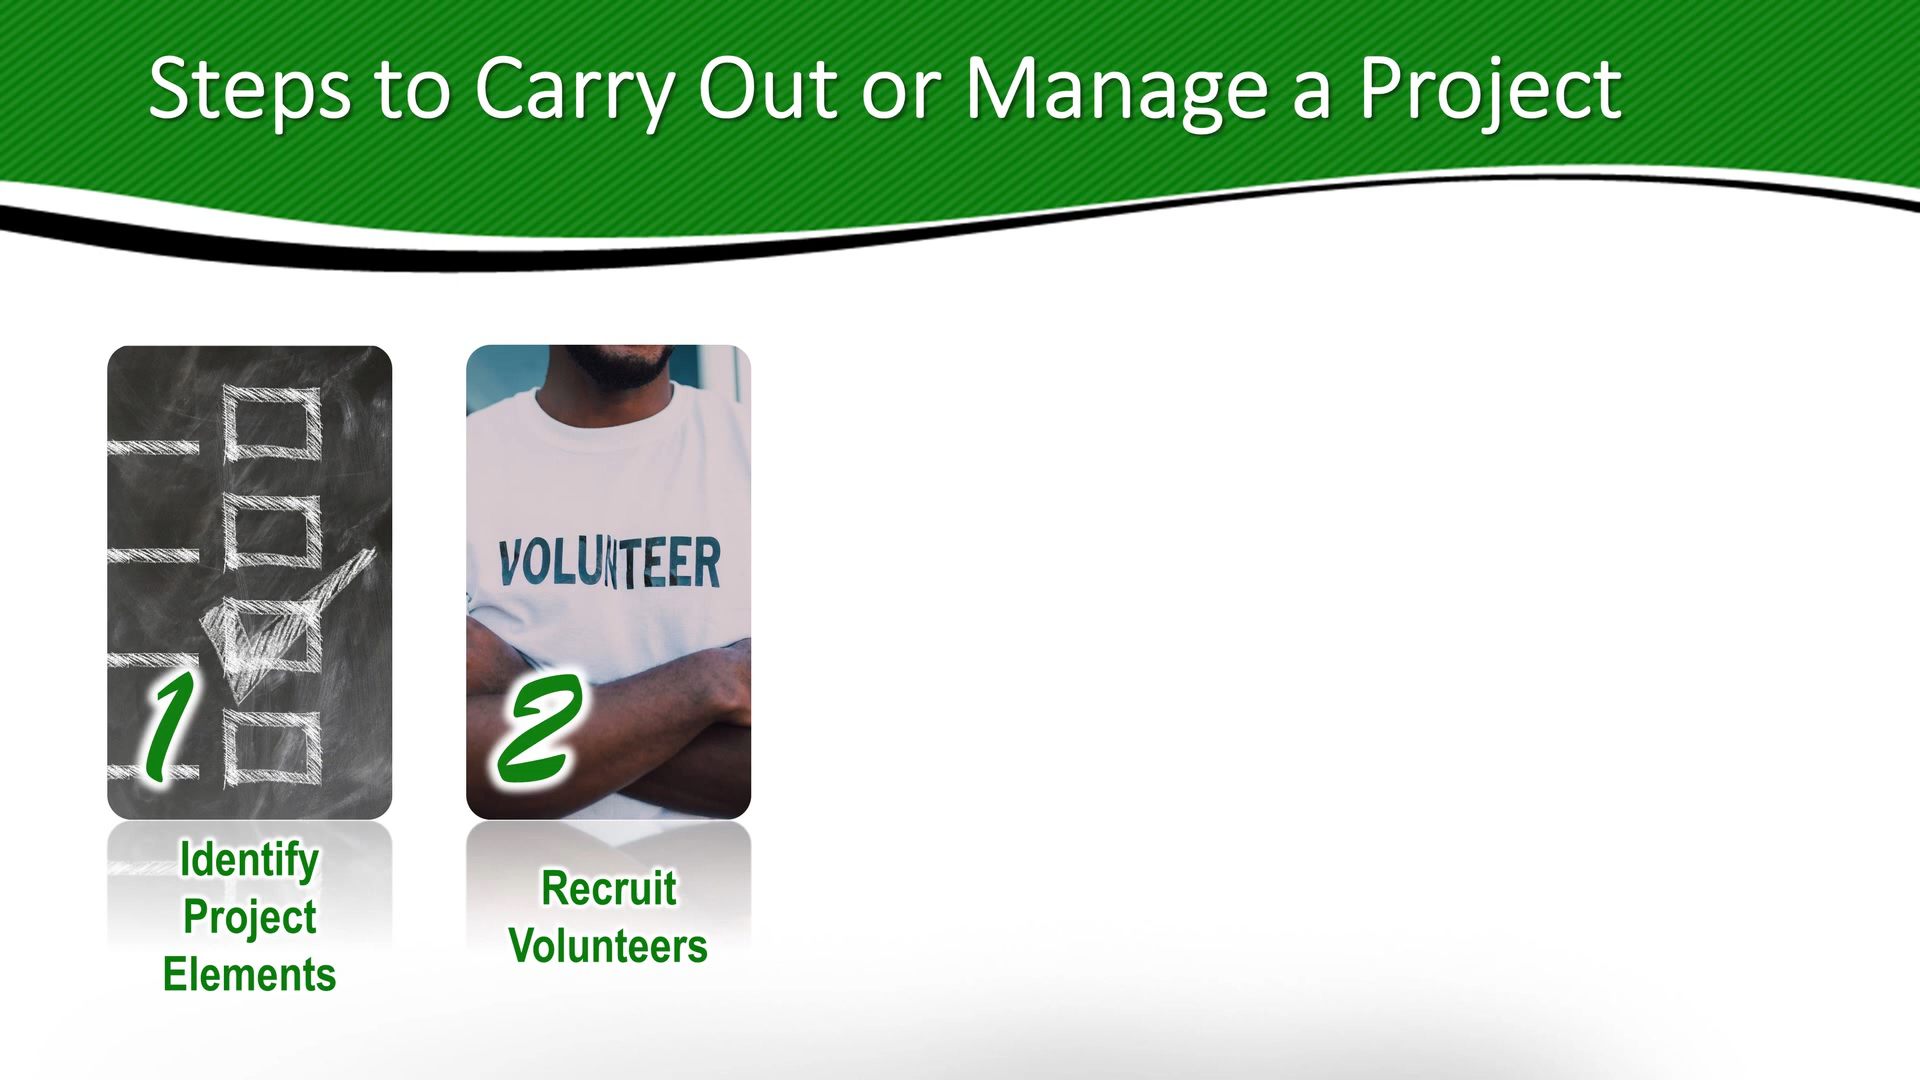 Steps to Carry Out or Manage a Project
VOLUNTEER
1
2
Identify
Project
Elements
Recruit
Volunteers